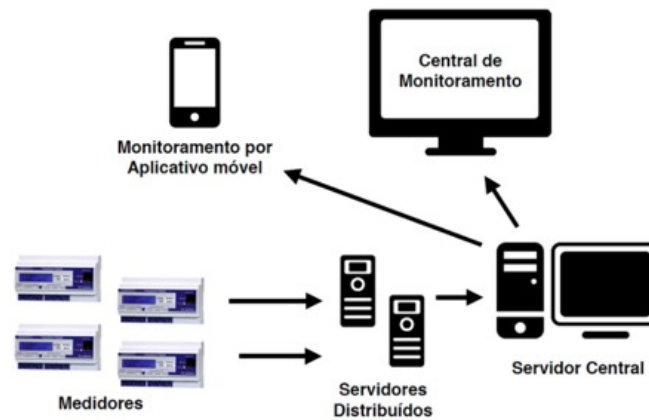 Central de
Monitoramento
Monitoramento por
Aplicativo móvel
Medidores
Servidores
Distribuídos
Servidor Central